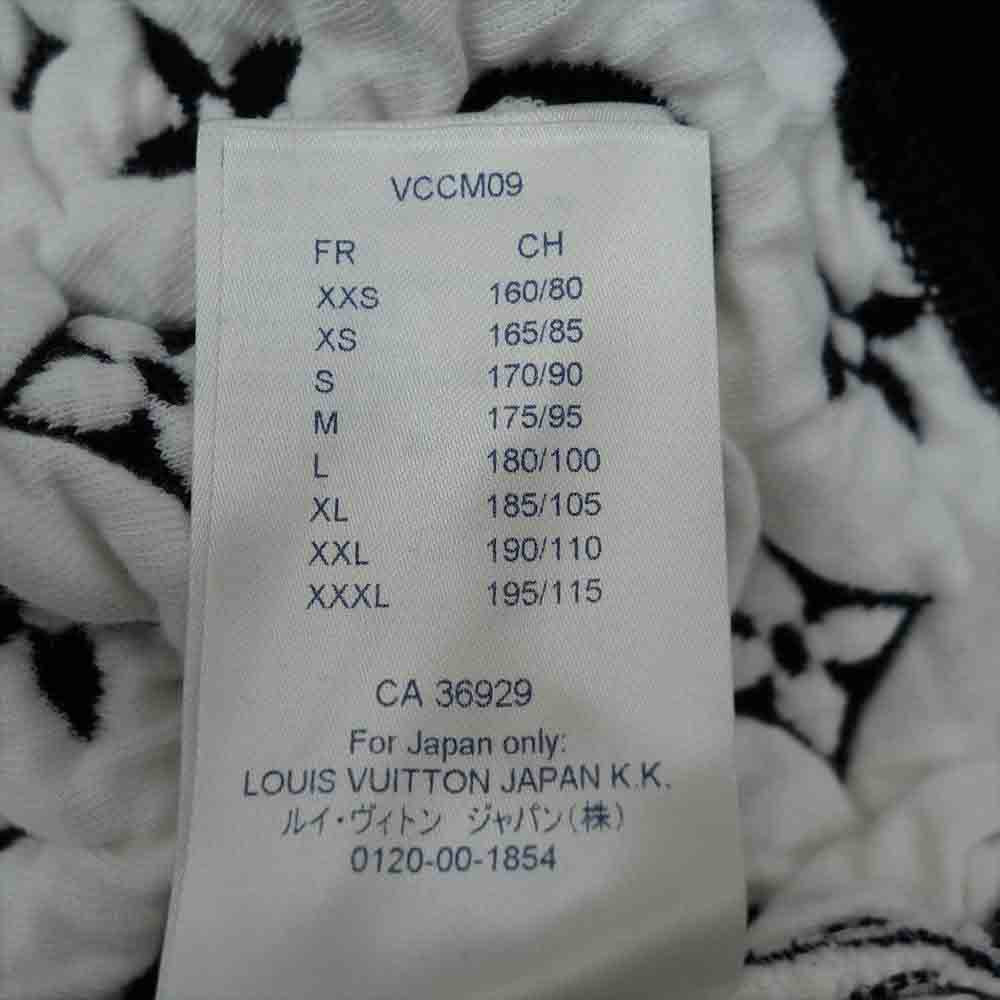 VCCM09
FR CH
XXS 160/80
XS 165/85
S 170/90
M 175/95
L 180/100
XL 185/105
XXL 190/110
XXXL 195/115
CA 36929
For Japan only:
LOUIS VUITTON JAPAN K.K.
ルイ・ヴィトン ジャパン(株)
0120-00-1854